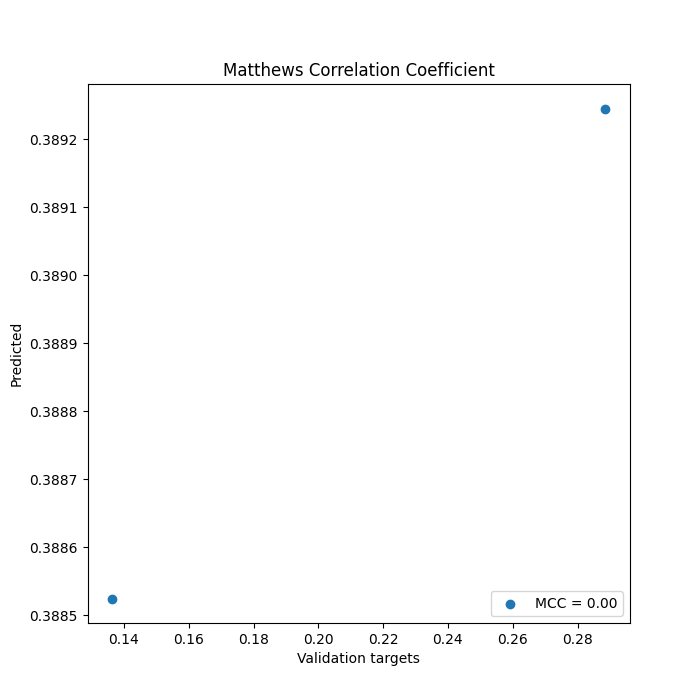 Matthews Correlation Coefficient
0.3892
0.3891
0.3890
0.3889
0.3888
0.3887
0.3886
0.3885
Predicted
MCC = 0.00
0.14 0.16 0.18 0.20 0.22 0.24 0.26 0.28
Validation targets